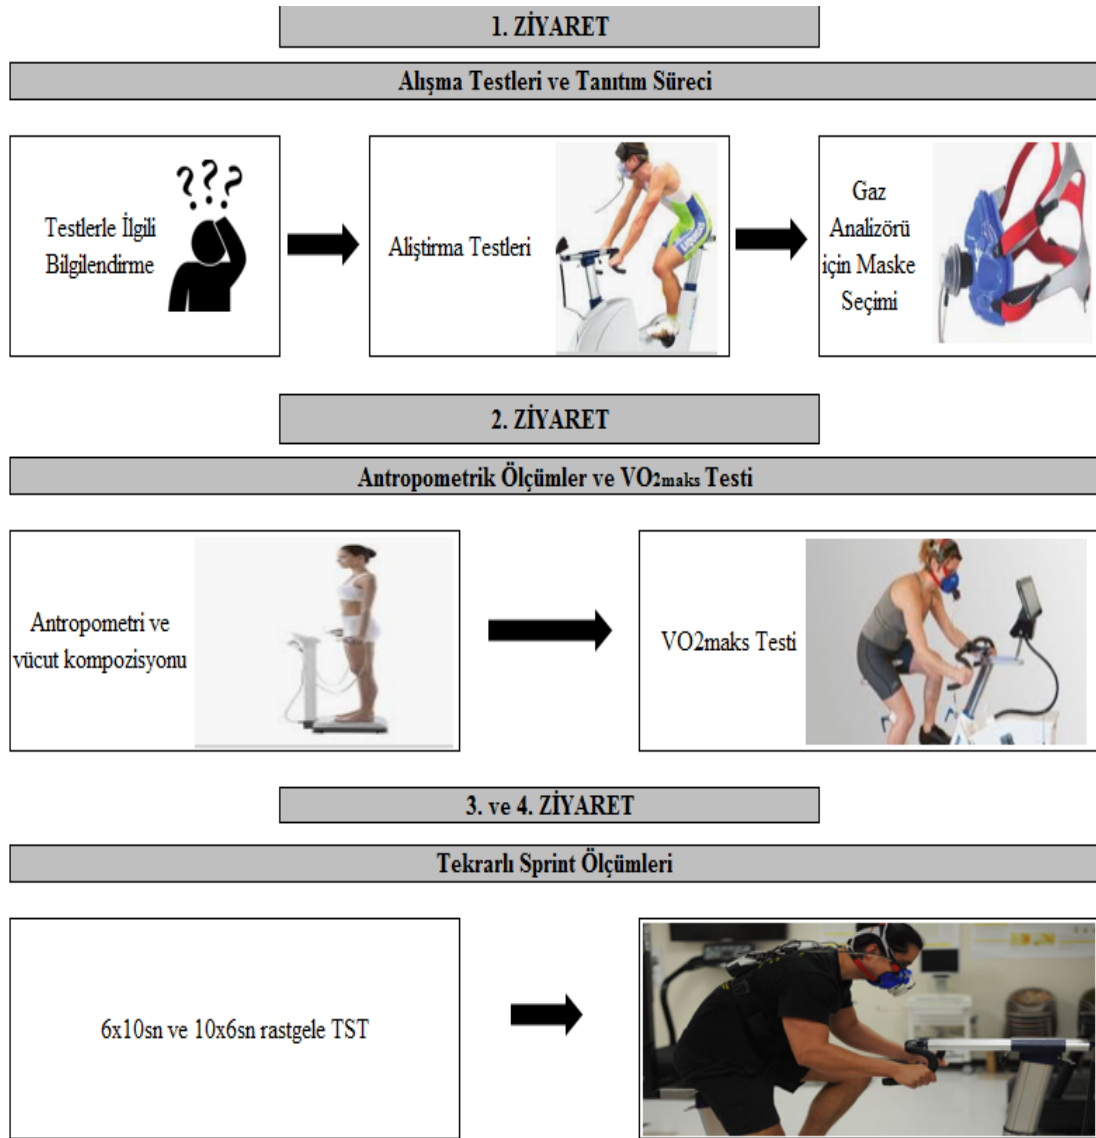 1. ZİYARET
Alışma Testleri ve Tanıtım Süreci
Testlerle İlgili
Bilgilendirme
? ? ?
Aliştirma Testleri
Gaz
Analizörü
için Maske
Seçimi
2. ZİYARET
Antropometrik Ölçümler ve VO2maks Testi
Antropometri ve
vücut kompozisyonu
VO2maks Testi
3. ve 4. ZİYARET
Tekrarlı Sprint Ölçümleri
6x10sn ve 10x6sn rastgele TST